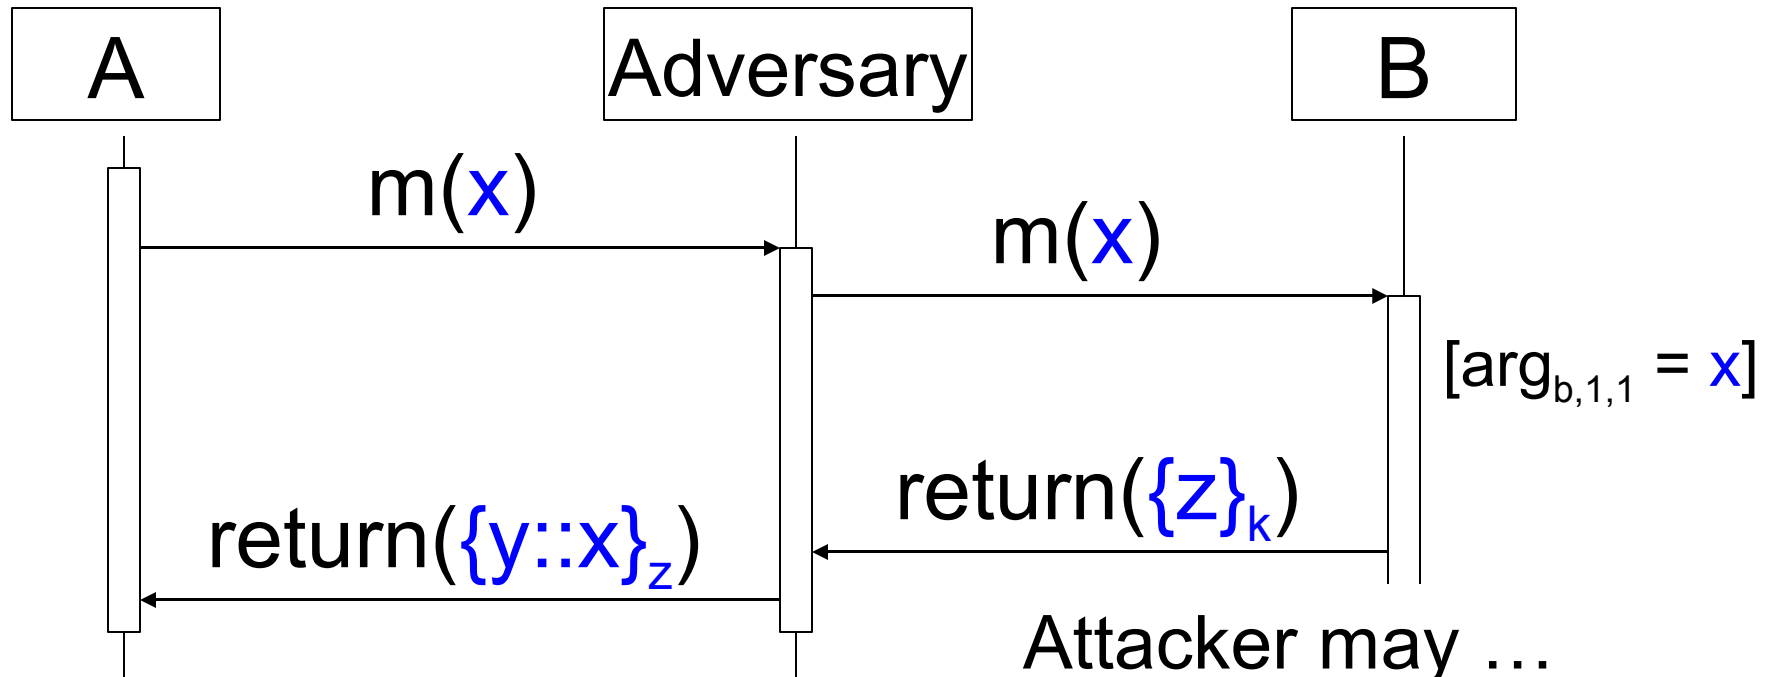 A
Adversary
B
m(x)
m(x)
[arg_b,1,1 = x]
return({z}_k)
return({y::x}_z)
Attacker may …